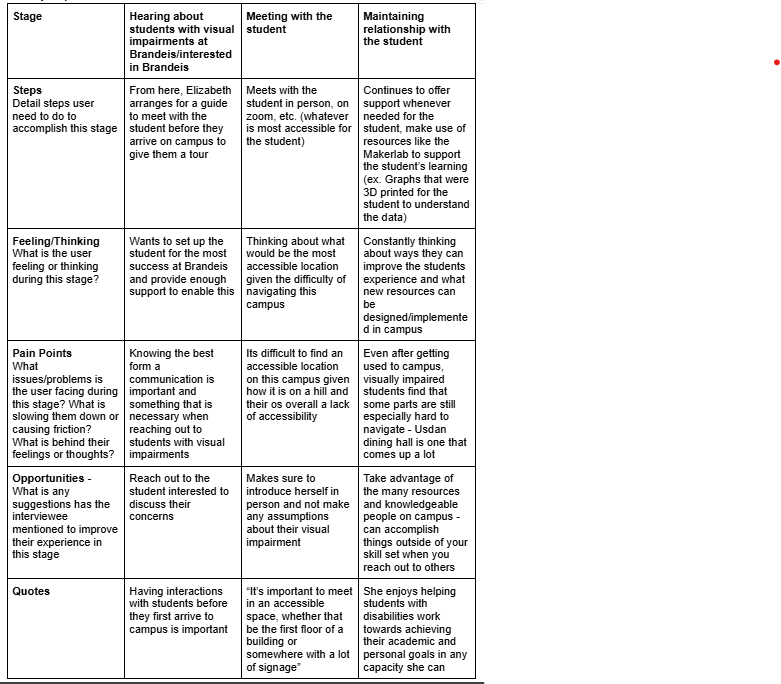 Stage
Hearing about
students with visual
impairments at
Brandeis/interested
in Brandeis
Meeting with the
student
Maintaining
relationship with
the student
Steps
Detail steps user
need to do to
accomplish this stage
From here, Elizabeth
arranges for a guide
to meet with the
student before they
arrive on campus to
give them a tour
Meets with the
student in person, on
zoom, etc. (whatever
is most accessible for
the student)
Continues to offer
support whenever
needed for the
student, make use of
resources like the
Makerlab to support
the student's learning
(ex. Graphs that were
3D printed for the
student to understand
the data)
Feeling/Thinking
What is the user
feeling or thinking
during this stage?
Wants to set up the
student for the most
success at Brandeis
and provide enough
support to enable this
Thinking about what
would be the most
accessible location
given the difficulty of
navigating this
campus
Constantly thinking
about ways they can
improve the students
experience and what
new resources can
be
designed/implemente
d in campus
Pain Points
What
issues/problems is
the user facing during
this stage? What is
slowing them down or
causing friction?
What is behind their
feelings or thoughts?
Knowing the best
form a
communication is
important and
something that is
necessary when
reaching out to
students with visual
impairments
Its difficult to find an
accessible location
on this campus given
how it is on a hill and
their os overall a lack
of accessibility
Even after getting
used to campus,
visually impaired
students find that
some parts are still
especially hard to
navigate - Usdan
dining hall is one that
comes up a lot
Opportunities -
What is any
suggestions has the
interviewee
mentioned to improve
their experience in
this stage
Reach out to the
student interested to
discuss their
concerns
Makes sure to
introduce herself in
person and not make
any assumptions
about their visual
impairment
Take advantage of
the many resources
and knowledgeable
people on campus -
can accomplish
things outside of your
skill set when you
reach out to others
Quotes
Having interactions
with students before
they first arrive to
campus is important
"It's important to meet
in an accessible
space, whether that
be the first floor of a
building or
somewhere with a lot
of signage"
She enjoys helping
students with
disabilities work
towards achieving
their academic and
personal goals in any
capacity she can